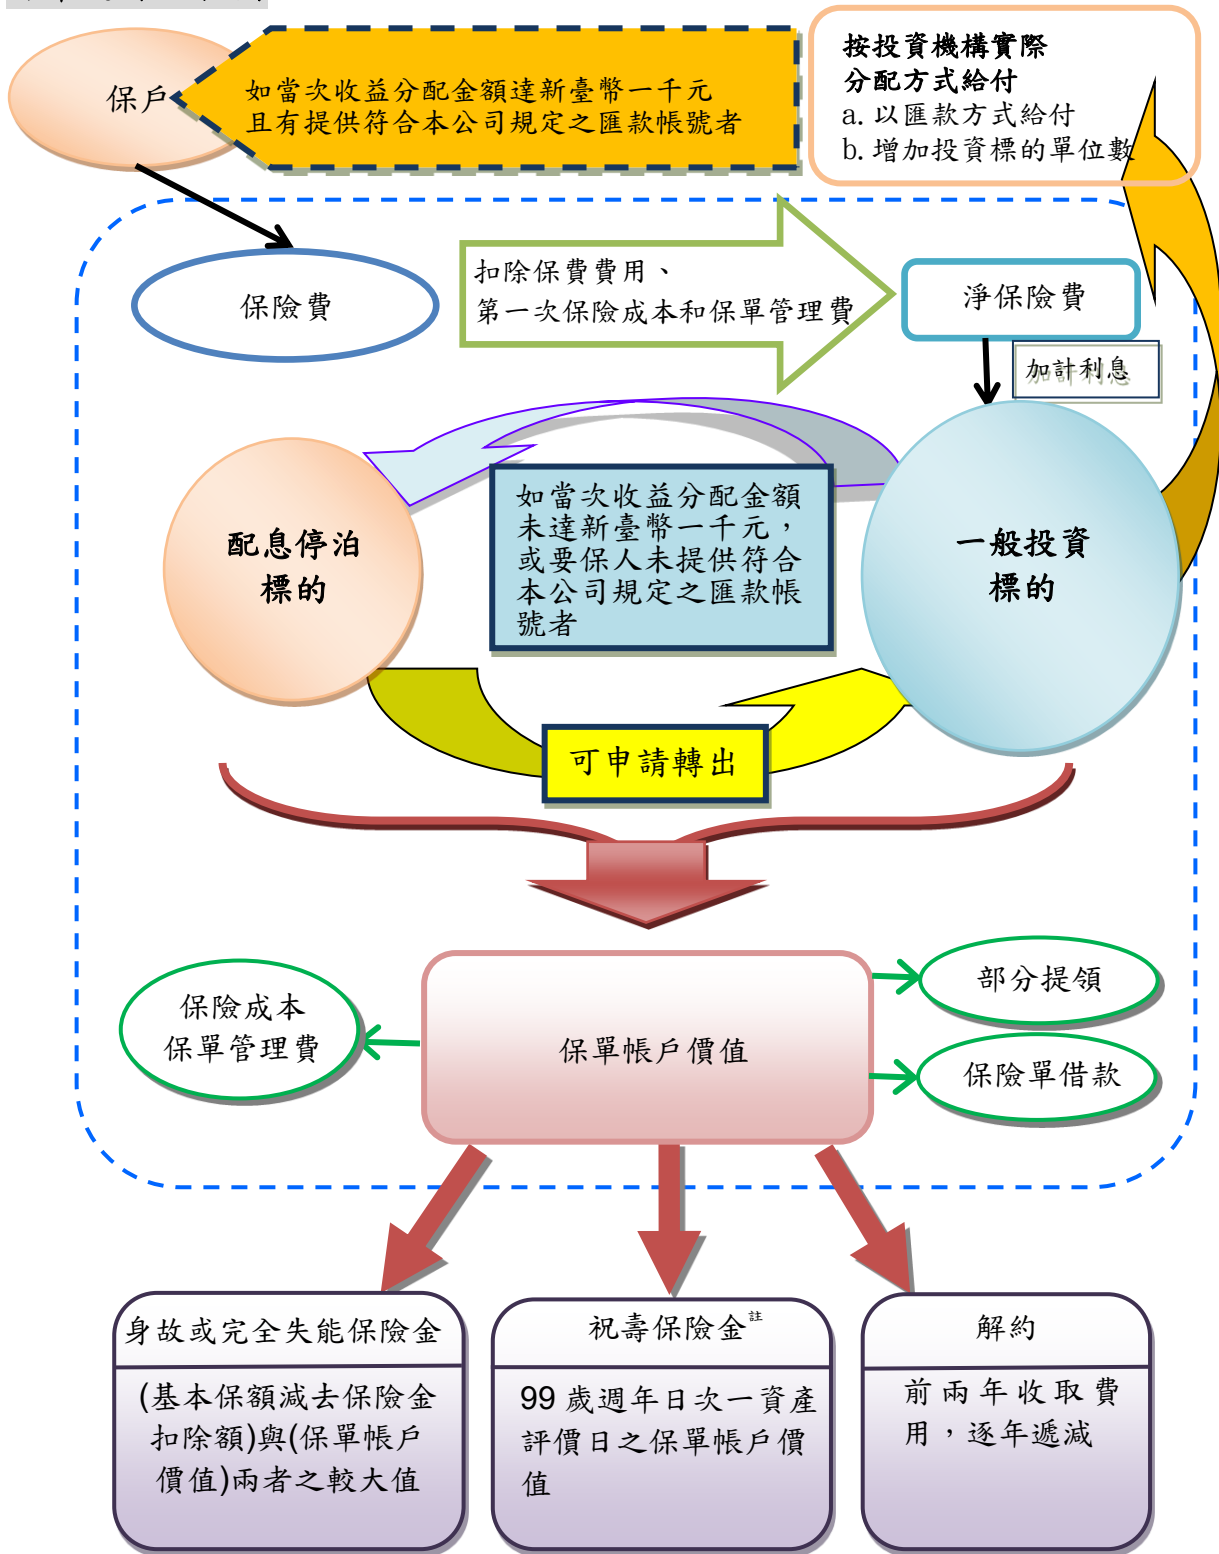 保戶
如當次收益分配金額達新臺幣一千元
且有提供符合本公司規定之匯款帳號者
按投資機構實際
分配方式給付
a. 以匯款方式給付
b. 增加投資標的單位數
保險費
扣除保費費用、
第一次保險成本和保單管理費
淨保險費
加計利息
配息停泊
標的
如當次收益分配金額
未達新臺幣一千元，
或要保人未提供符合
本公司規定之匯款帳
號者
一般投資
標的
可申請轉出
保險成本
保單管理費
保單帳戶價值
部分提領
保險單借款
身故或完全失能保險金
(基本保額減去保險金
扣除額)與(保單帳戶
價值)兩者之較大值
祝壽保險金註
99 歲週年日次一資產
評價日之保單帳戶價
值
解約
前兩年收取費
用，逐年遞減